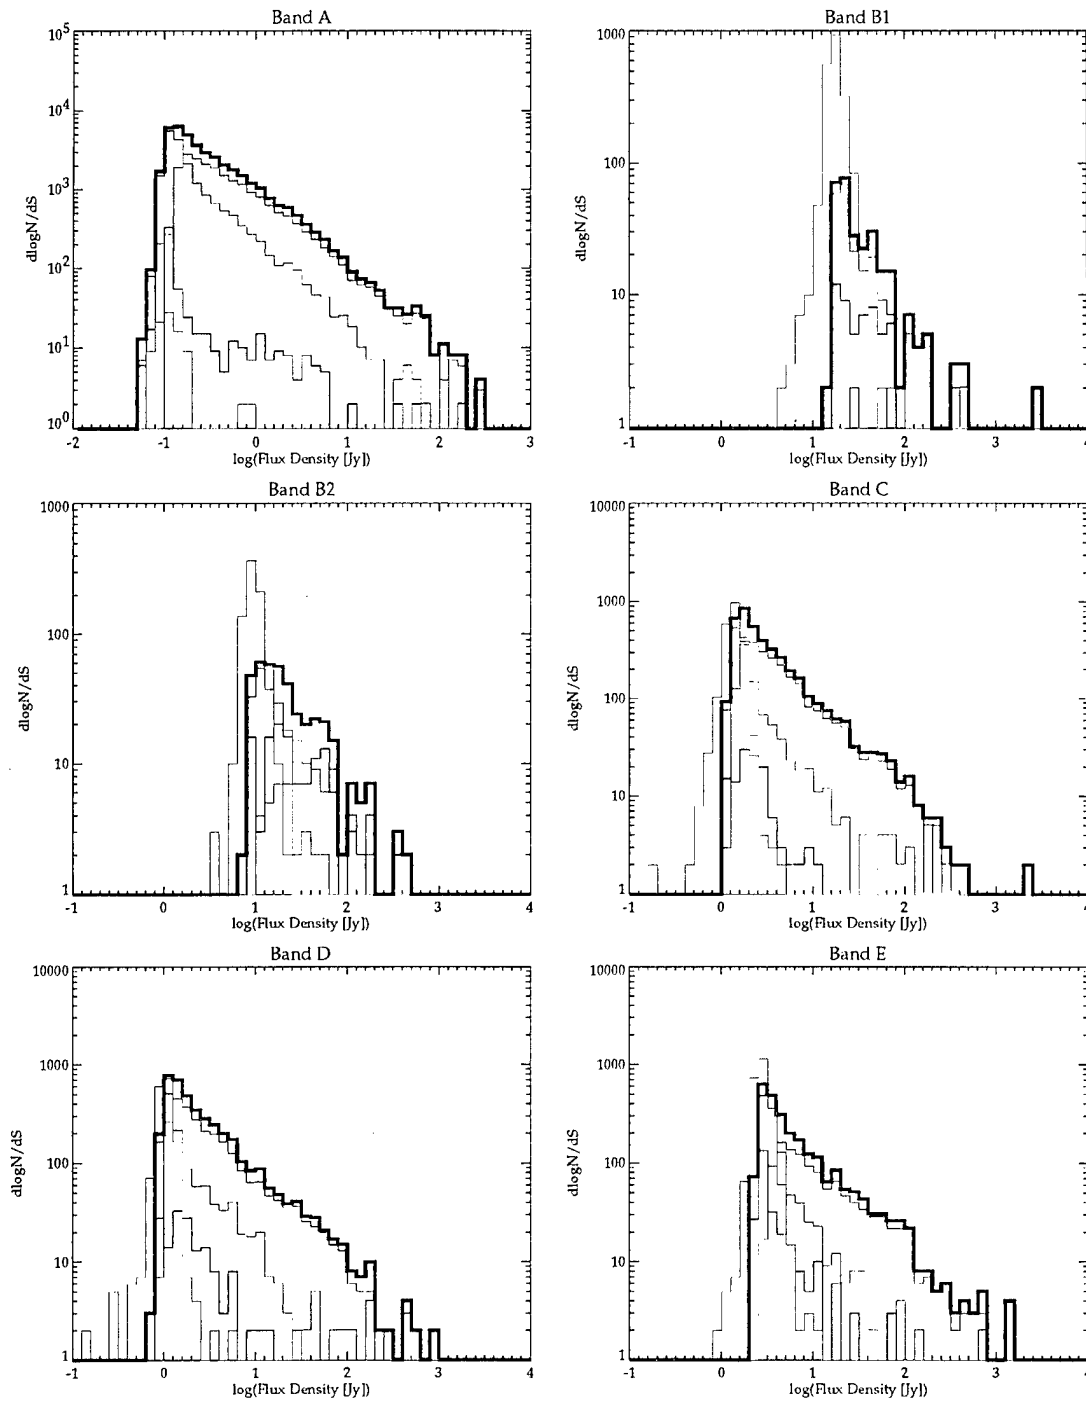 Band A
10^5
10^4
10^3
10^2
10^1
10^0
dlogN/dS
-2 -1 0 1 2 3
log(Flux Density [Jy])
Band B1
1000
100
10
1
dlogN/dS
-1 0 1 2 3 4
log(Flux Density [Jy])
Band B2
1000
100
10
1
dlogN/dS
-1 0 1 2 3 4
log(Flux Density [Jy])
Band C
10000
1000
100
10
1
dlogN/dS
-1 0 1 2 3 4
log(Flux Density [Jy])
Band D
10000
1000
100
10
1
dlogN/dS
-1 0 1 2 3 4
log(Flux Density [Jy])
Band E
10000
1000
100
10
1
dlogN/dS
-1 0 1 2 3 4
log(Flux Density [Jy])